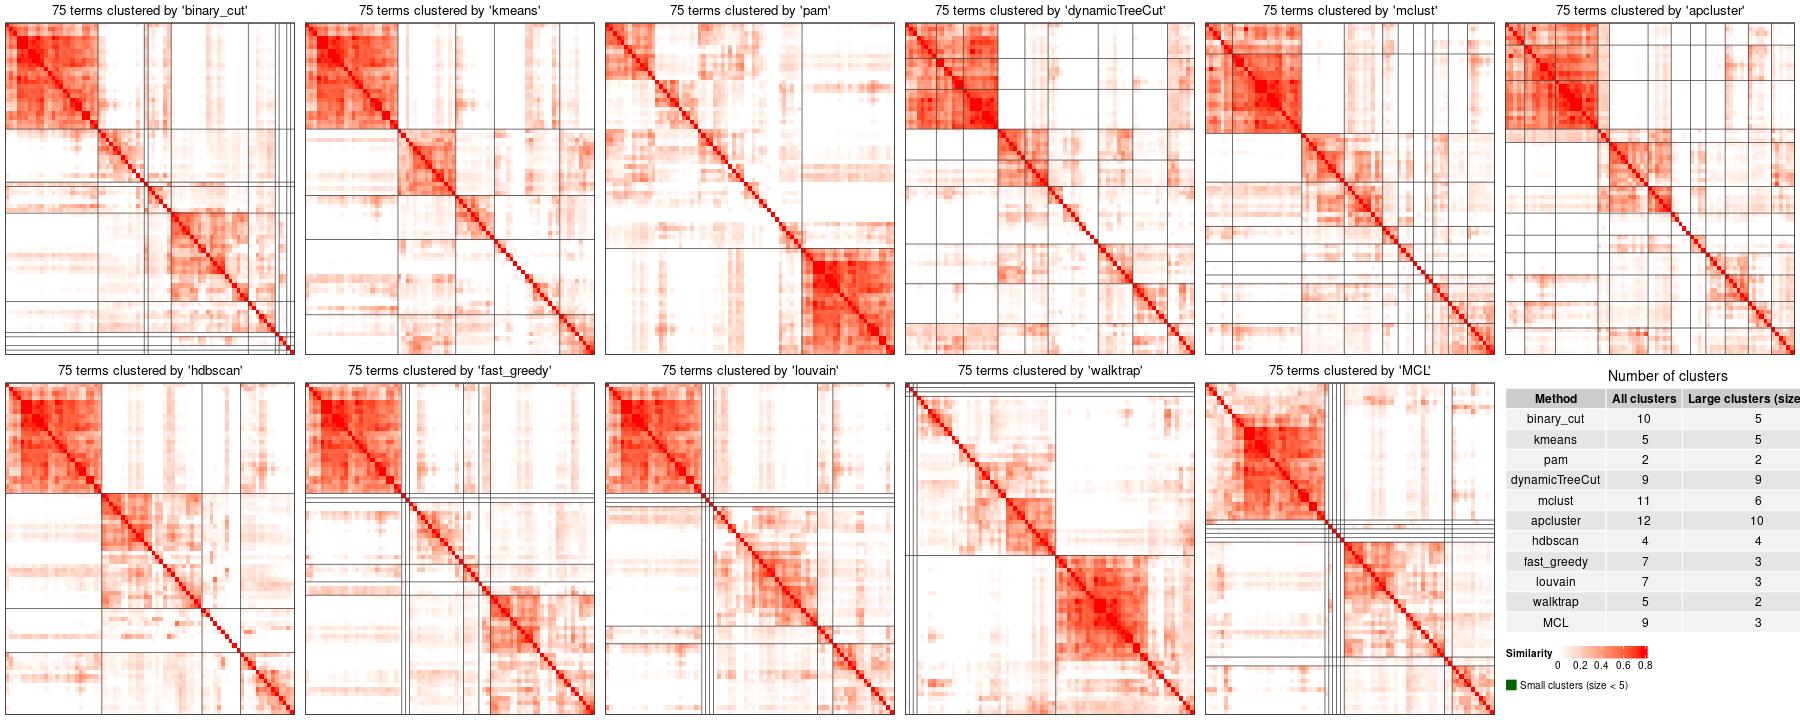 75 terms clustered by 'binary_cut'
75 terms clustered by 'kmeans'
75 terms clustered by 'pam'
75 terms clustered by 'dynamicTreeCut'
75 terms clustered by 'mclust'
75 terms clustered by 'apcluster'
75 terms clustered by 'hdbscan'
75 terms clustered by 'fast_greedy'
75 terms clustered by 'louvain'
75 terms clustered by 'walktrap'
75 terms clustered by 'MCL'
Number of clusters
Method All clusters Large clusters (size
binary_cut 10 5
kmeans 5 5
pam 2 2
dynamicTreeCut 9 9
mclust 11 6
apcluster 12 10
hdbscan 4 4
fast_greedy 7 3
louvain 7 3
walktrap 5 2
MCL 9 3
Similarity
0 0.2 0.4 0.6 0.8
Small clusters (size < 5)